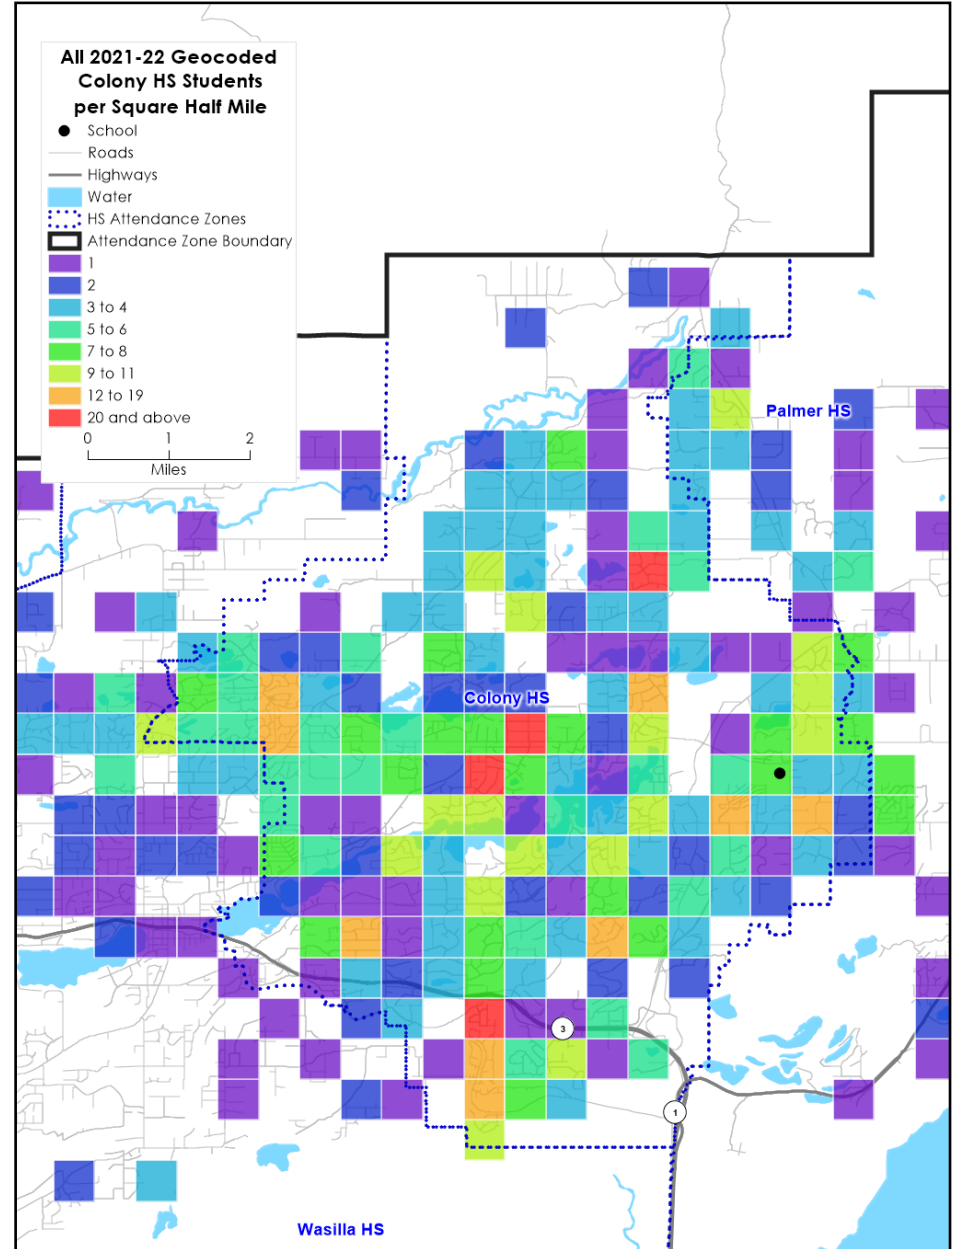 All 2021-22 Geocoded
Colony HS Students
per Square Half Mile
School
Roads
Highways
Water
HS Attendance Zones
Attendance Zone Boundary
1
2
3 to 4
5 to 6
7 to 8
9 to 11
12 to 19
20 and above
0 1 2
Miles
Palmer HS
Colony HS
3
1
Wasilla HS